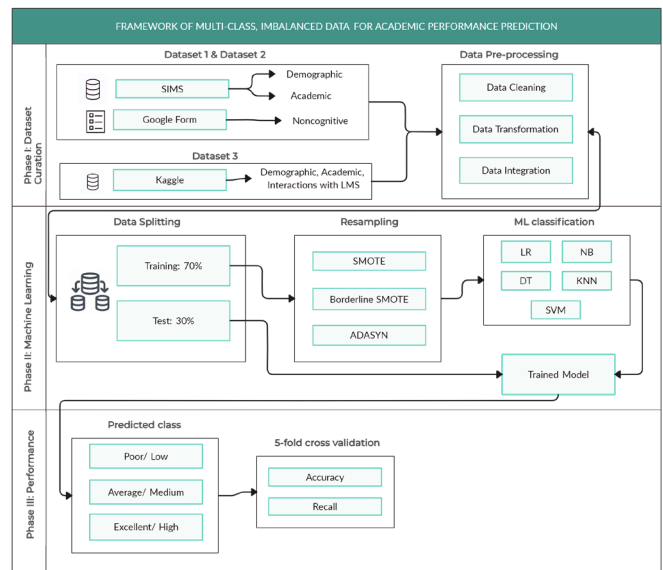 FRAMEWORK OF MULTI-CLASS, IMBALANCED DATA FOR ACADEMIC PERFORMANCE PREDICTION
Phase I: Dataset
Curation
Dataset 1 & Dataset 2
SIMS
Demographic
Academic
Google Form
Noncognitive
Dataset 3
Kaggle
Demographic, Academic,
Interactions with LMS
Data Pre-processing
Data Cleaning
Data Transformation
Data Integration
Phase II: Machine Learning
Data Splitting
Training: 70%
Test: 30%
Resampling
SMOTE
Borderline SMOTE
ADASYN
ML classification
LR
NB
DT
KNN
SVM
Trained Model
Phase III: Performance
Predicted class
Poor/ Low
Average/ Medium
Excellent/ High
5-fold cross validation
Accuracy
Recall